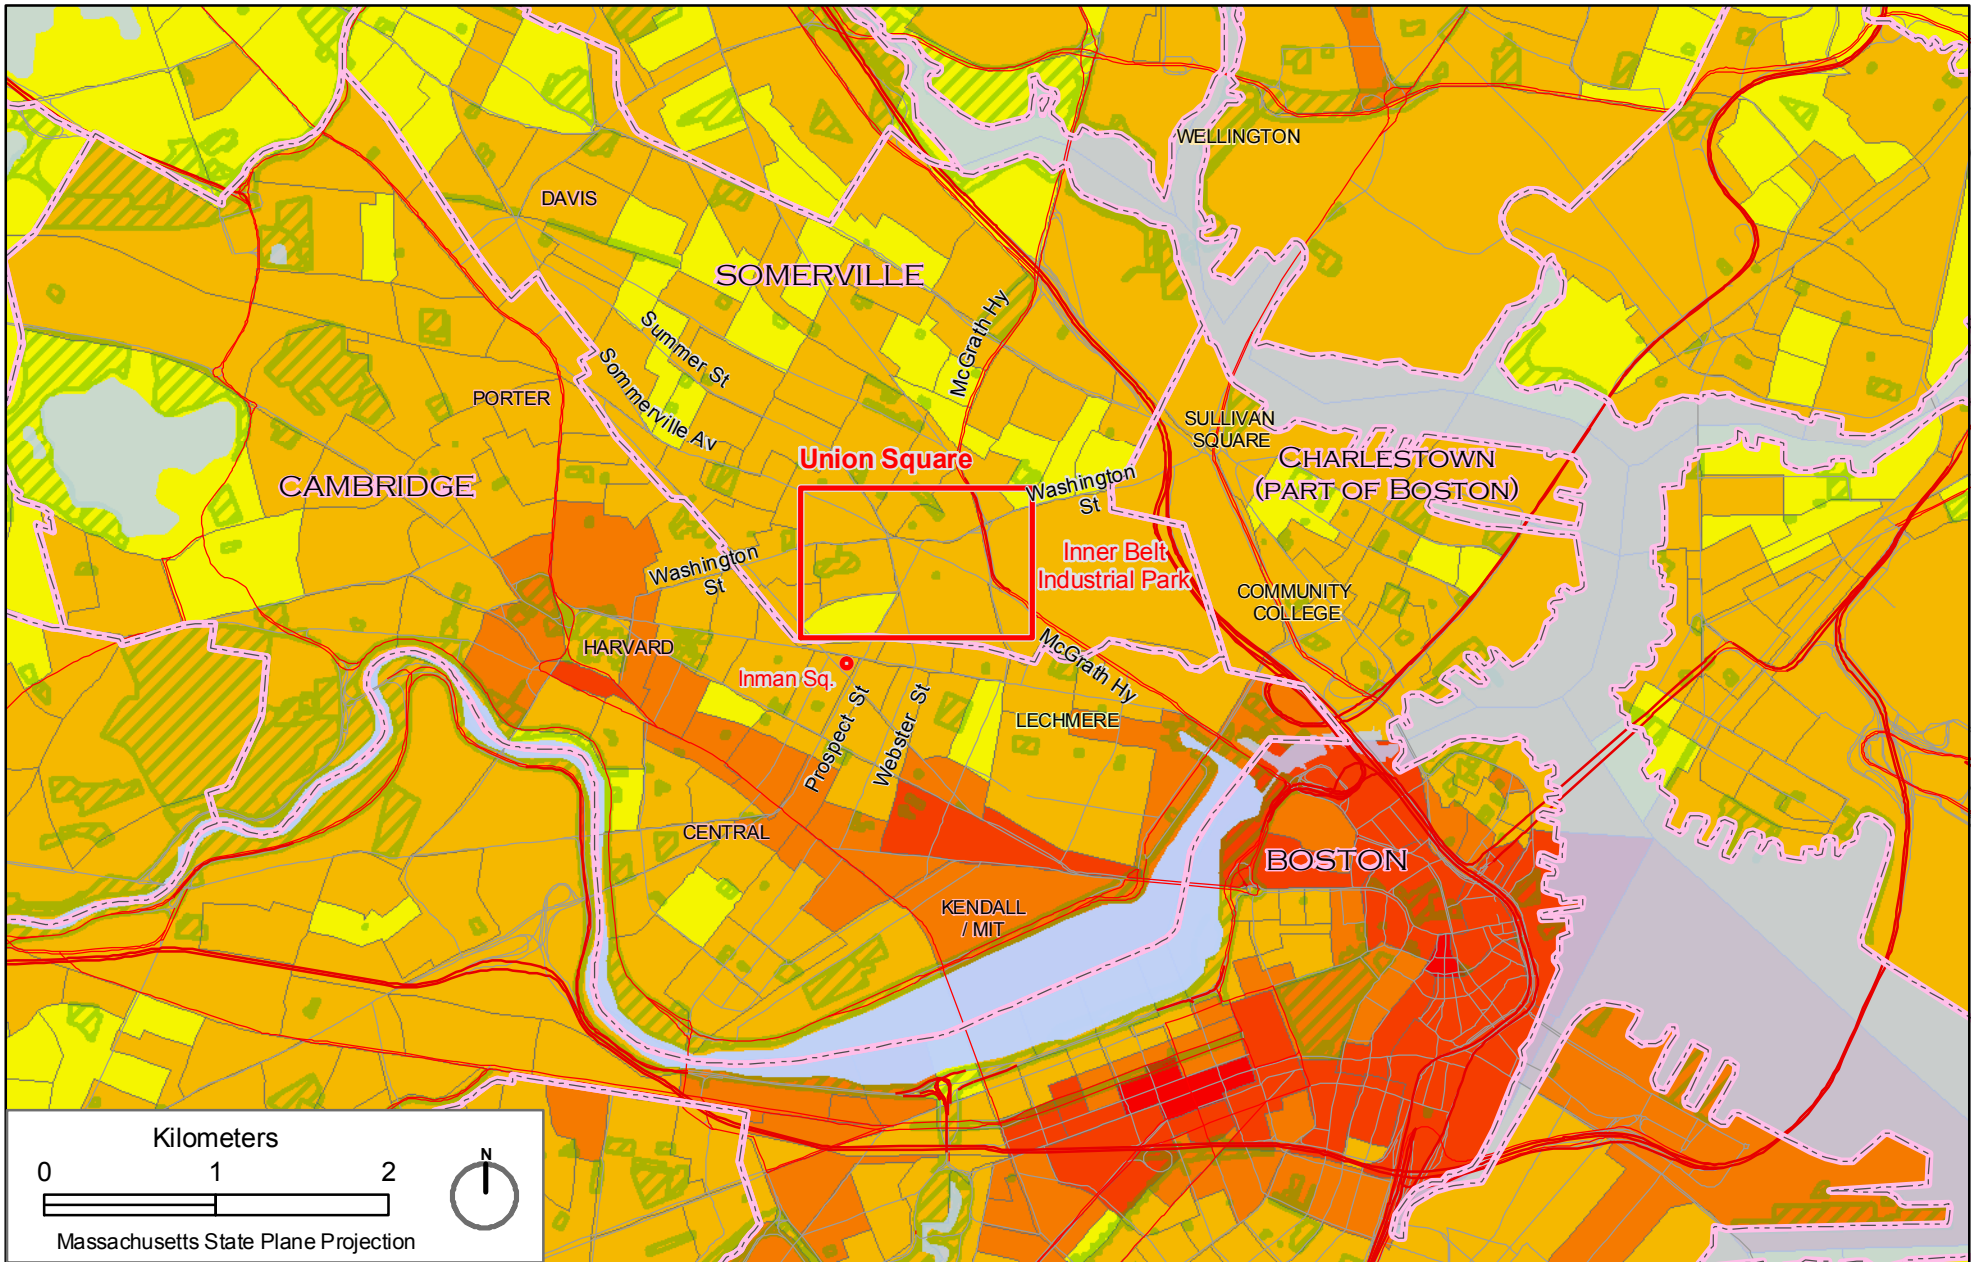 WELLINGTON
DAVIS
SOMERVILLE
McGrath Hy
Summer St
Sommerville Av
PORTER
SULLIVAN
SQUARE
Union Square
CHARLESTOWN
(PART OF BOSTON)
CAMBRIDGE
Washington
St
Inner Belt
Industrial Park
Washington
St
COMMUNITY
COLLEGE
HARVARD
McGrath Hy
Inman Sq.
Prospect St
Webster St
LECHMERE
CENTRAL
BOSTON
KENDALL
/ MIT
Kilometers
0 1 2
N
Massachusetts State Plane Projection